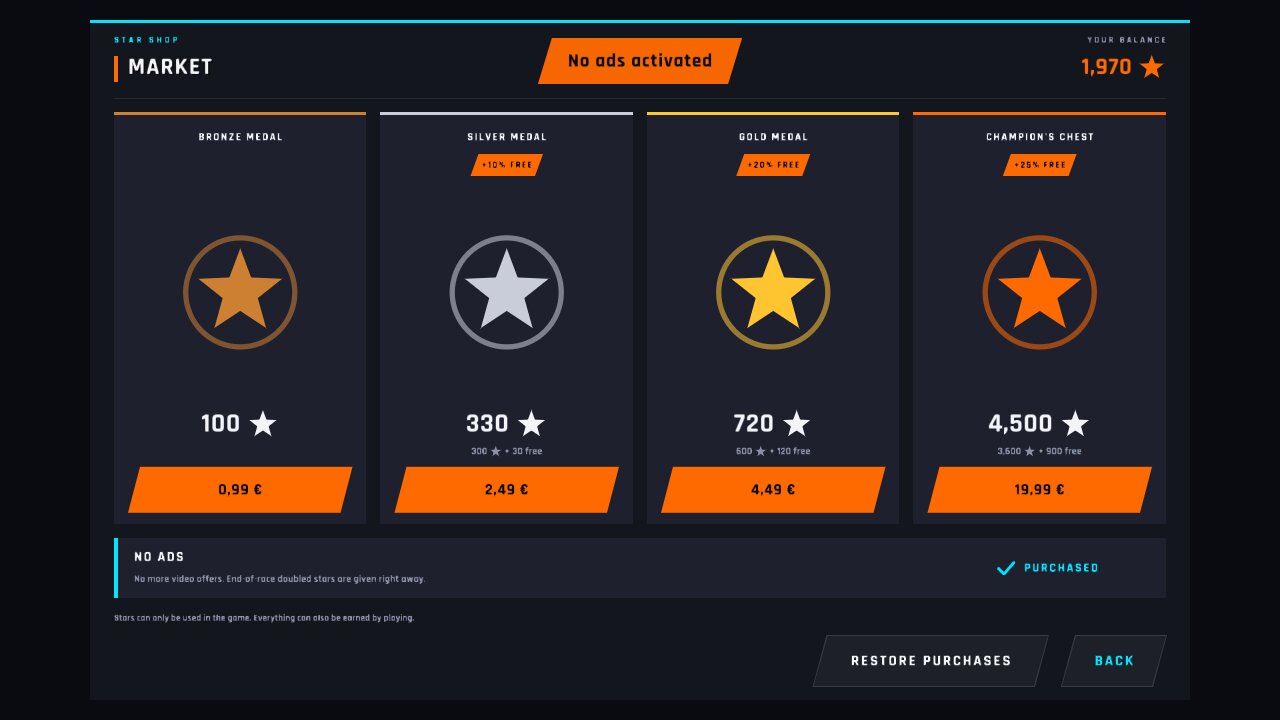 STAR SHOP
MARKET
No ads activated
YOUR BALANCE
1,970
BRONZE MEDAL
100
0,99 €
SILVER MEDAL
+10% FREE
330
300 + 30 free
2,49 €
GOLD MEDAL
+20% FREE
720
600 + 120 free
4,49 €
CHAMPION'S CHEST
+25% FREE
4,500
3,600 + 900 free
19,99 €
NO ADS
No more video offers. End-of-race doubled stars are given right away.
PURCHASED
Stars can only be used in the game. Everything can also be earned by playing.
RESTORE PURCHASES
BACK